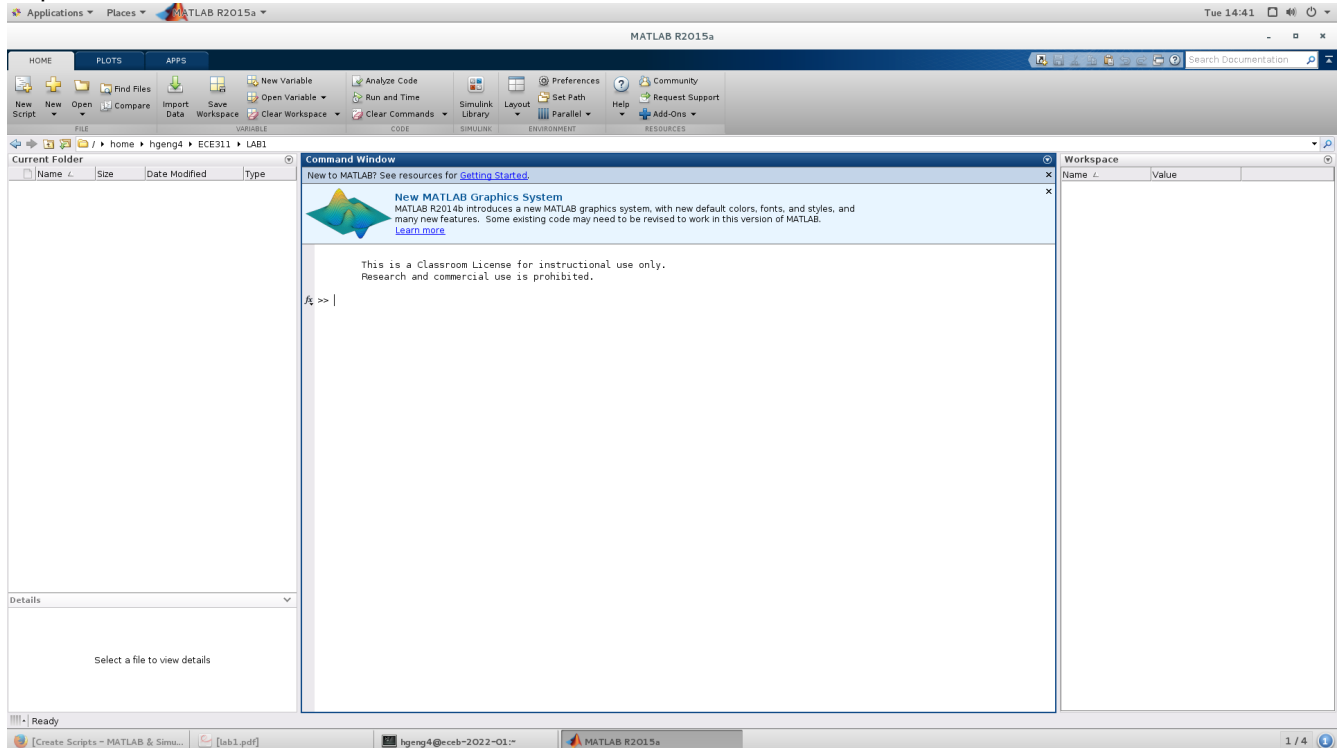 Applications Places MATLAB R2015a Tue 14:41
MATLAB R2015a
HOME PLOTS APPS Search Documentation
New Script
New
Open
Find Files
Compare
FILE
Import Data
Save Workspace
New Variable
Open Variable
Clear Workspace
VARIABLE
Analyze Code
Run and Time
Clear Commands
CODE
Simulink Library
SIMULINK
Layout
Preferences
Set Path
Parallel
ENVIRONMENT
Help
Community
Request Support
Add-Ons
RESOURCES
/ home hgeng4 ECE311 LAB1
Current Folder
Name Size Date Modified Type
Command Window
New to MATLAB? See resources for Getting Started.
New MATLAB Graphics System
MATLAB R2014b introduces a new MATLAB graphics system, with new default colors, fonts, and styles, and
many new features. Some existing code may need to be revised to work in this version of MATLAB.
Learn more
This is a Classroom License for instructional use only.
Research and commercial use is prohibited.
fx >>
Workspace
Name Value
Details
Select a file to view details
Ready
[Create Scripts - MATLAB & Simu... [lab1.pdf] hgeng4@eceb-2022-01:~ MATLAB R2015a 1 / 4 1